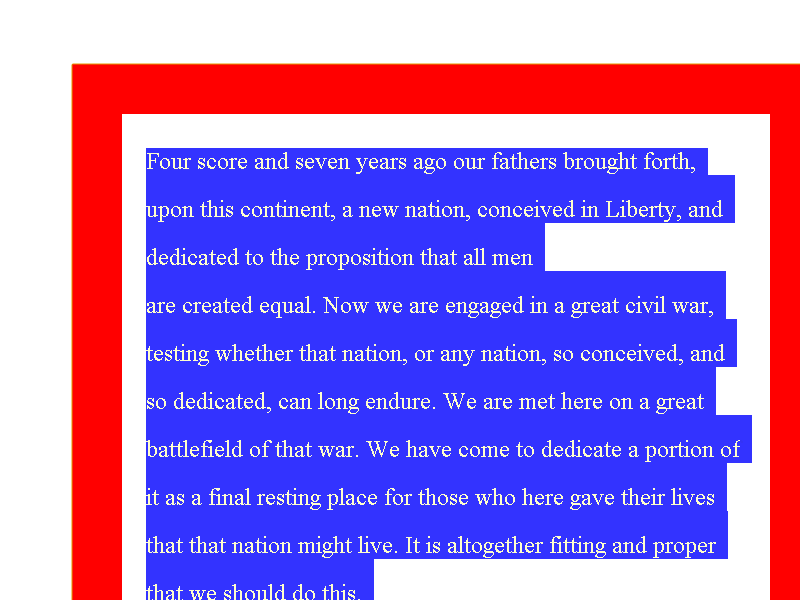 Four score and seven years ago our fathers brought forth,
upon this continent, a new nation, conceived in Liberty, and
dedicated to the proposition that all men
are created equal. Now we are engaged in a great civil war,
testing whether that nation, or any nation, so conceived, and
so dedicated, can long endure. We are met here on a great
battlefield of that war. We have come to dedicate a portion of
it as a final resting place for those who here gave their lives
that that nation might live. It is altogether fitting and proper
that we should do this.